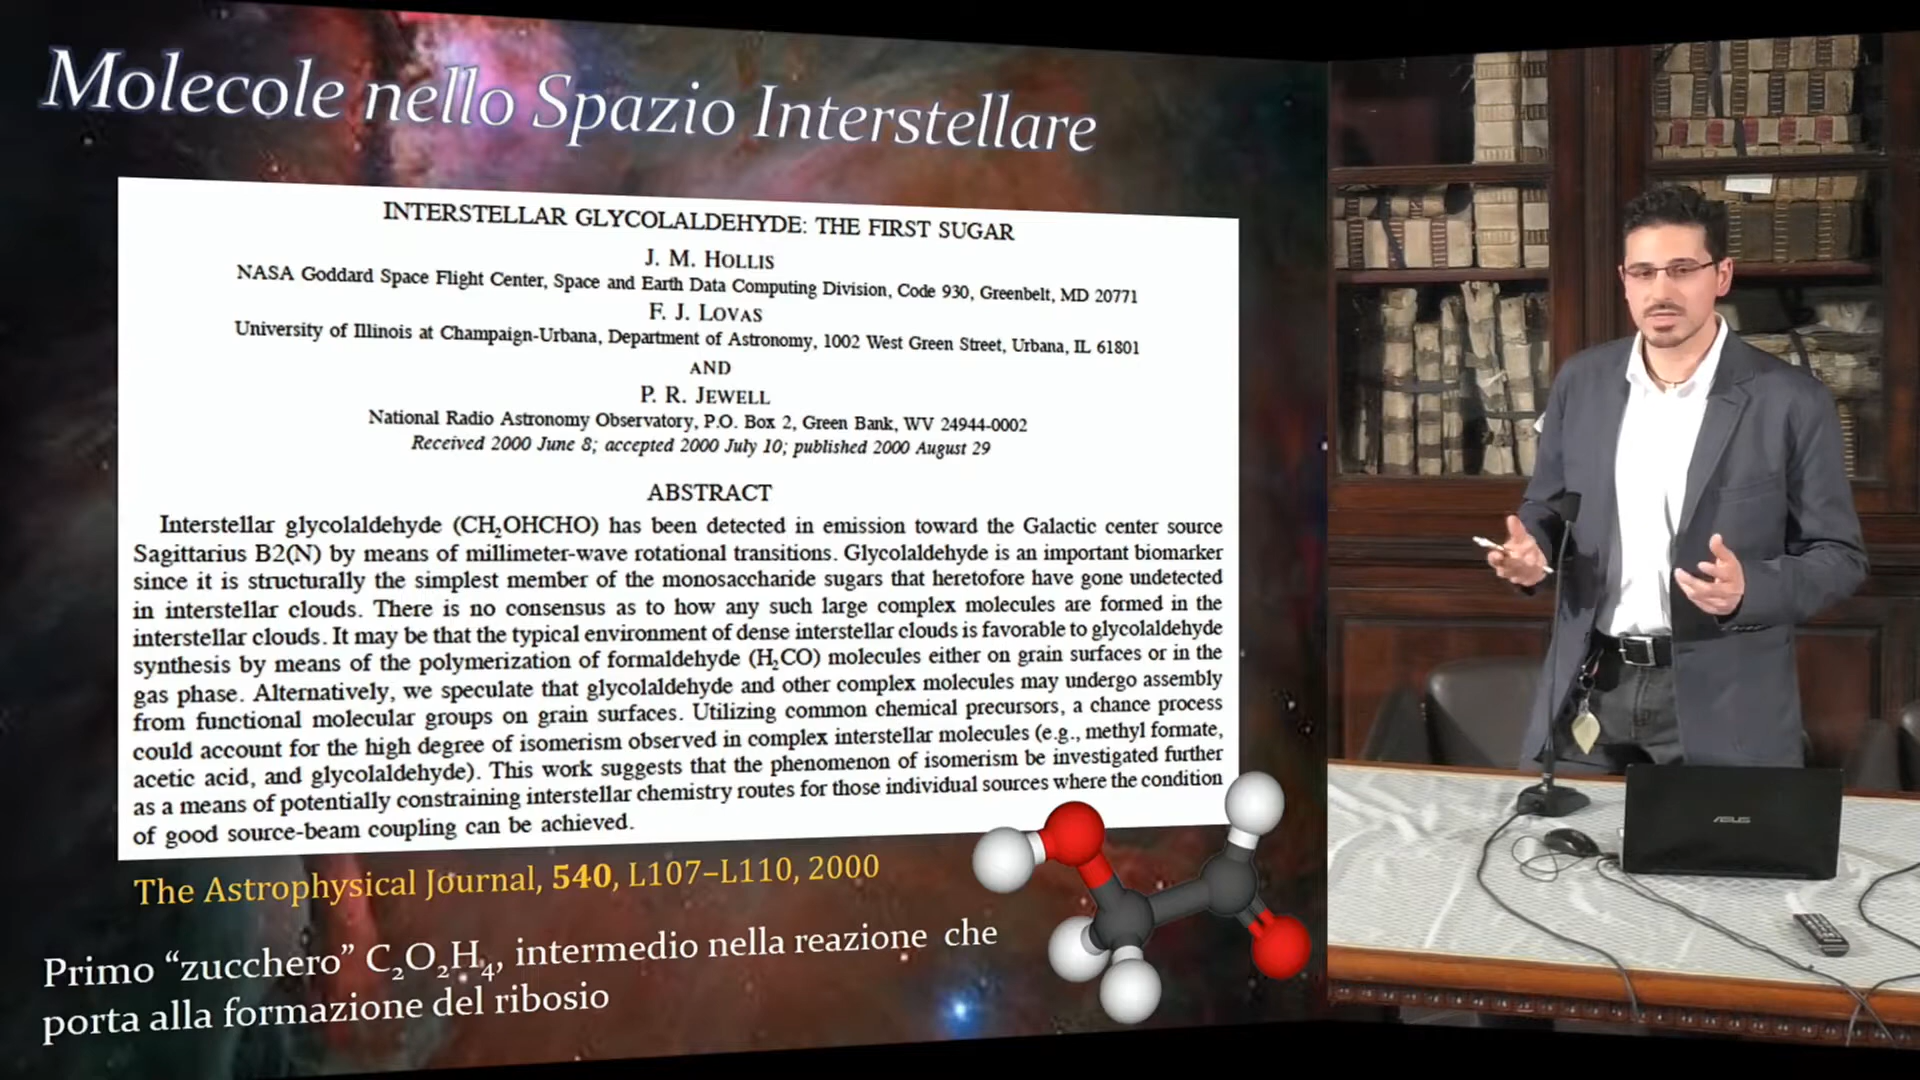 Molecole nello Spazio Interstellare
INTERSTELLAR GLYCOLALDEHYDE: THE FIRST SUGAR
J. M. HOLLIS
NASA Goddard Space Flight Center, Space and Earth Data Computing Division, Code 930, Greenbelt, MD 20771
F. J. LOVAS
University of Illinois at Champaign-Urbana, Department of Astronomy, 1002 West Green Street, Urbana, IL 61801
AND
P. R. JEWELL
National Radio Astronomy Observatory, P.O. Box 2, Green Bank, WV 24944-0002
Received 2000 June 8; accepted 2000 July 10; published 2000 August 29
ABSTRACT
Interstellar glycolaldehyde (CH₂OHCHO) has been detected in emission toward the Galactic center source
Sagittarius B2(N) by means of millimeter-wave rotational transitions. Glycolaldehyde is an important biomarker
since it is structurally the simplest member of the monosaccharide sugars that heretofore have gone undetected
in interstellar clouds. There is no consensus as to how any such large complex molecules are formed in the
interstellar clouds. It may be that the typical environment of dense interstellar clouds is favorable to glycolaldehyde
synthesis by means of the polymerization of formaldehyde (H₂CO) molecules either on grain surfaces or in the
gas phase. Alternatively, we speculate that glycolaldehyde and other complex molecules may undergo assembly
from functional molecular groups on grain surfaces. Utilizing common chemical precursors, a chance process
could account for the high degree of isomerism observed in complex interstellar molecules (e.g., methyl formate,
acetic acid, and glycolaldehyde). This work suggests that the phenomenon of isomerism be investigated further
as a means of potentially constraining interstellar chemistry routes for those individual sources where the condition
of good source-beam coupling can be achieved.
The Astrophysical Journal, 540, L107–L110, 2000
Primo “zucchero” C₂O₂H₄, intermedio nella reazione che
porta alla formazione del ribosio
ASUS